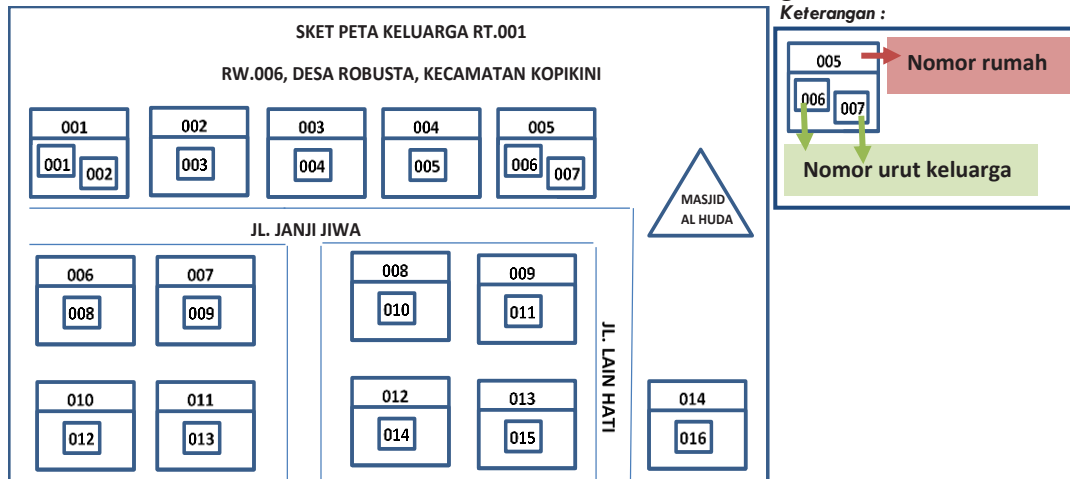 SKET PETA KELUARGA RT.001
RW.006, DESA ROBUSTA, KECAMATAN KOPIKINI
001 002 003 004 005
001 002 003 004 005 006 007
MASJID
AL HUDA
JL. JANJI JIWA
006 007 008 009
008 009 010 011
JL. LAIN HATI
010 011 012 013 014
012 013 014 015 016
Keterangan :
005 Nomor rumah
006 007
Nomor urut keluarga